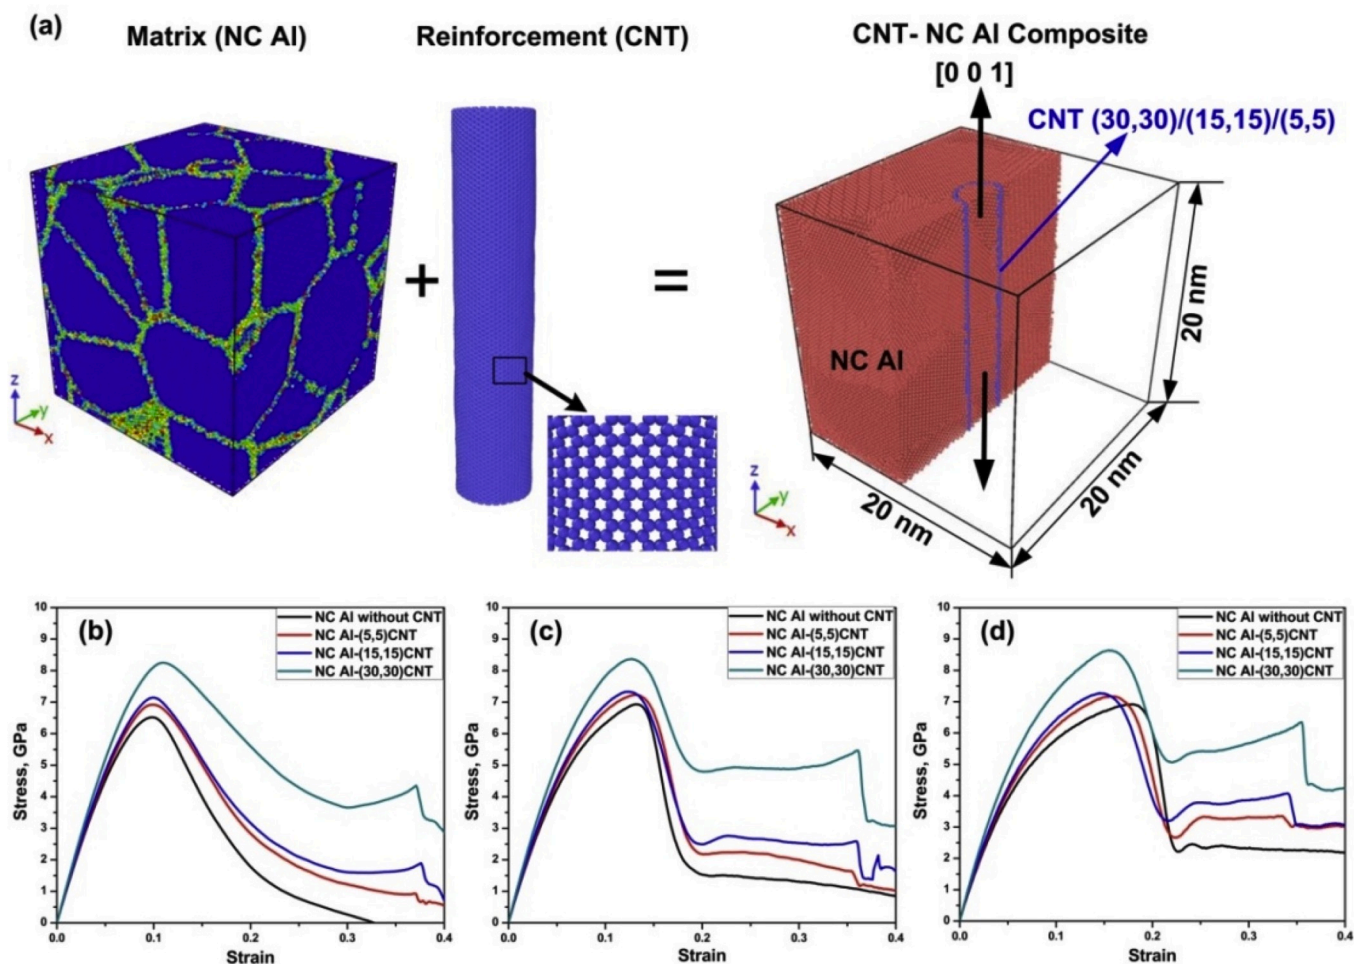 (a)
Matrix (NC Al)
Reinforcement (CNT)
CNT- NC Al Composite
[0 0 1]
CNT (30,30)/(15,15)/(5,5)
+
=
NC Al
20 nm
20 nm
20 nm
z
y
x
z
y
x
(b)
NC Al without CNT
NC Al-(5,5)CNT
NC Al-(15,15)CNT
NC Al-(30,30)CNT
Stress, GPa
10
9
8
7
6
5
4
3
2
1
0
0.0 0.1 0.2 0.3 0.4
Strain
(c)
NC Al without CNT
NC Al-(5,5)CNT
NC Al-(15,15)CNT
NC Al-(30,30)CNT
Stress, GPa
10
9
8
7
6
5
4
3
2
1
0
0.0 0.1 0.2 0.3 0.4
Strain
(d)
NC Al without CNT
NC Al-(5,5)CNT
NC Al-(15,15)CNT
NC Al-(30,30)CNT
Stress, GPa
10
9
8
7
6
5
4
3
2
1
0
0.0 0.1 0.2 0.3 0.4
Strain